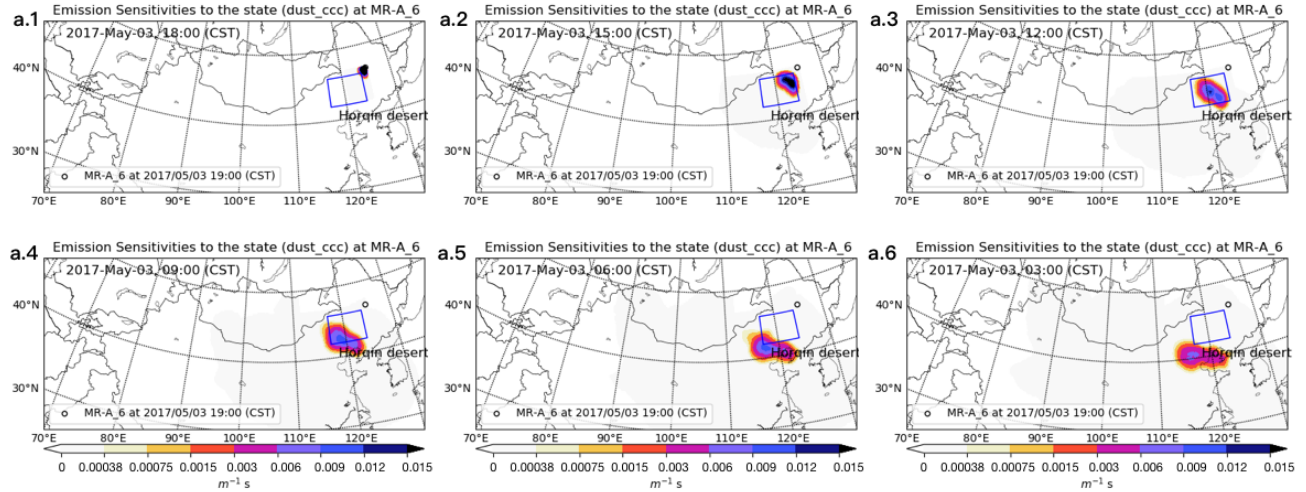 a.1
Emission Sensitivities to the state (dust_ccc) at MR-A_6
2017-May-03, 18:00 (CST)
40°N
30°N
Horqin desert
MR-A_6 at 2017/05/03 19:00 (CST)
70°E 80°E 90°E 100°E 110°E 120°E
a.2
Emission Sensitivities to the state (dust_ccc) at MR-A_6
2017-May-03, 15:00 (CST)
40°N
30°N
Horqin desert
MR-A_6 at 2017/05/03 19:00 (CST)
70°E 80°E 90°E 100°E 110°E 120°E
a.3
Emission Sensitivities to the state (dust_ccc) at MR-A_6
2017-May-03, 12:00 (CST)
40°N
30°N
Horqin desert
MR-A_6 at 2017/05/03 19:00 (CST)
70°E 80°E 90°E 100°E 110°E 120°E
a.4
Emission Sensitivities to the state (dust_ccc) at MR-A_6
2017-May-03, 09:00 (CST)
40°N
30°N
Horqin desert
MR-A_6 at 2017/05/03 19:00 (CST)
70°E 80°E 90°E 100°E 110°E 120°E
0 0.00038 0.00075 0.0015 0.003 0.006 0.009 0.012 0.015
m⁻¹ s
a.5
Emission Sensitivities to the state (dust_ccc) at MR-A_6
2017-May-03, 06:00 (CST)
40°N
30°N
Horqin desert
MR-A_6 at 2017/05/03 19:00 (CST)
70°E 80°E 90°E 100°E 110°E 120°E
0 0.00038 0.00075 0.0015 0.003 0.006 0.009 0.012 0.015
m⁻¹ s
a.6
Emission Sensitivities to the state (dust_ccc) at MR-A_6
2017-May-03, 03:00 (CST)
40°N
30°N
Horqin desert
MR-A_6 at 2017/05/03 19:00 (CST)
70°E 80°E 90°E 100°E 110°E 120°E
0 0.00038 0.00075 0.0015 0.003 0.006 0.009 0.012 0.015
m⁻¹ s